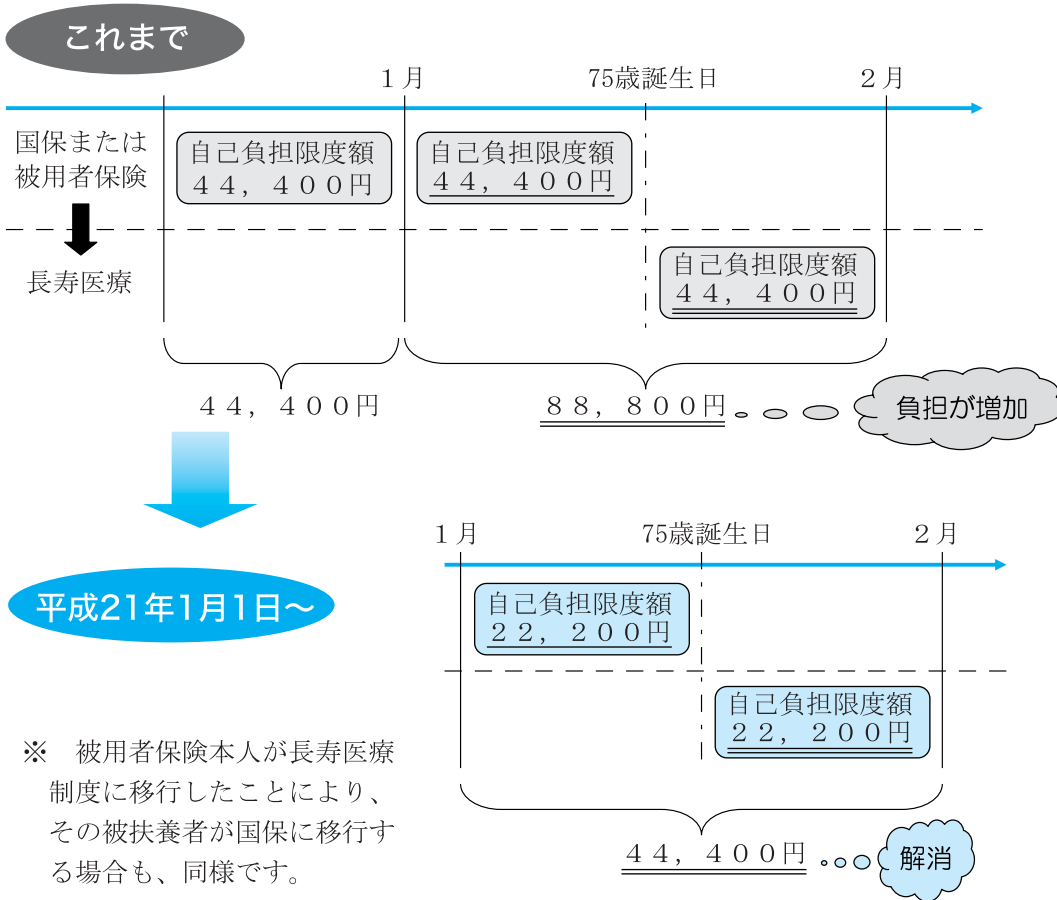 これまで
１月 75歳誕生日 ２月
国保または
被用者保険
自己負担限度額
４４，４００円
自己負担限度額
４４，４００円
長寿医療
自己負担限度額
４４，４００円
４４，４００円
８８，８００円
負担が増加
平成21年1月1日～
１月 75歳誕生日 ２月
自己負担限度額
２２，２００円
自己負担限度額
２２，２００円
４４，４００円
解消
※　被用者保険本人が長寿医療
制度に移行したことにより、
その被扶養者が国保に移行す
る場合も、同様です。